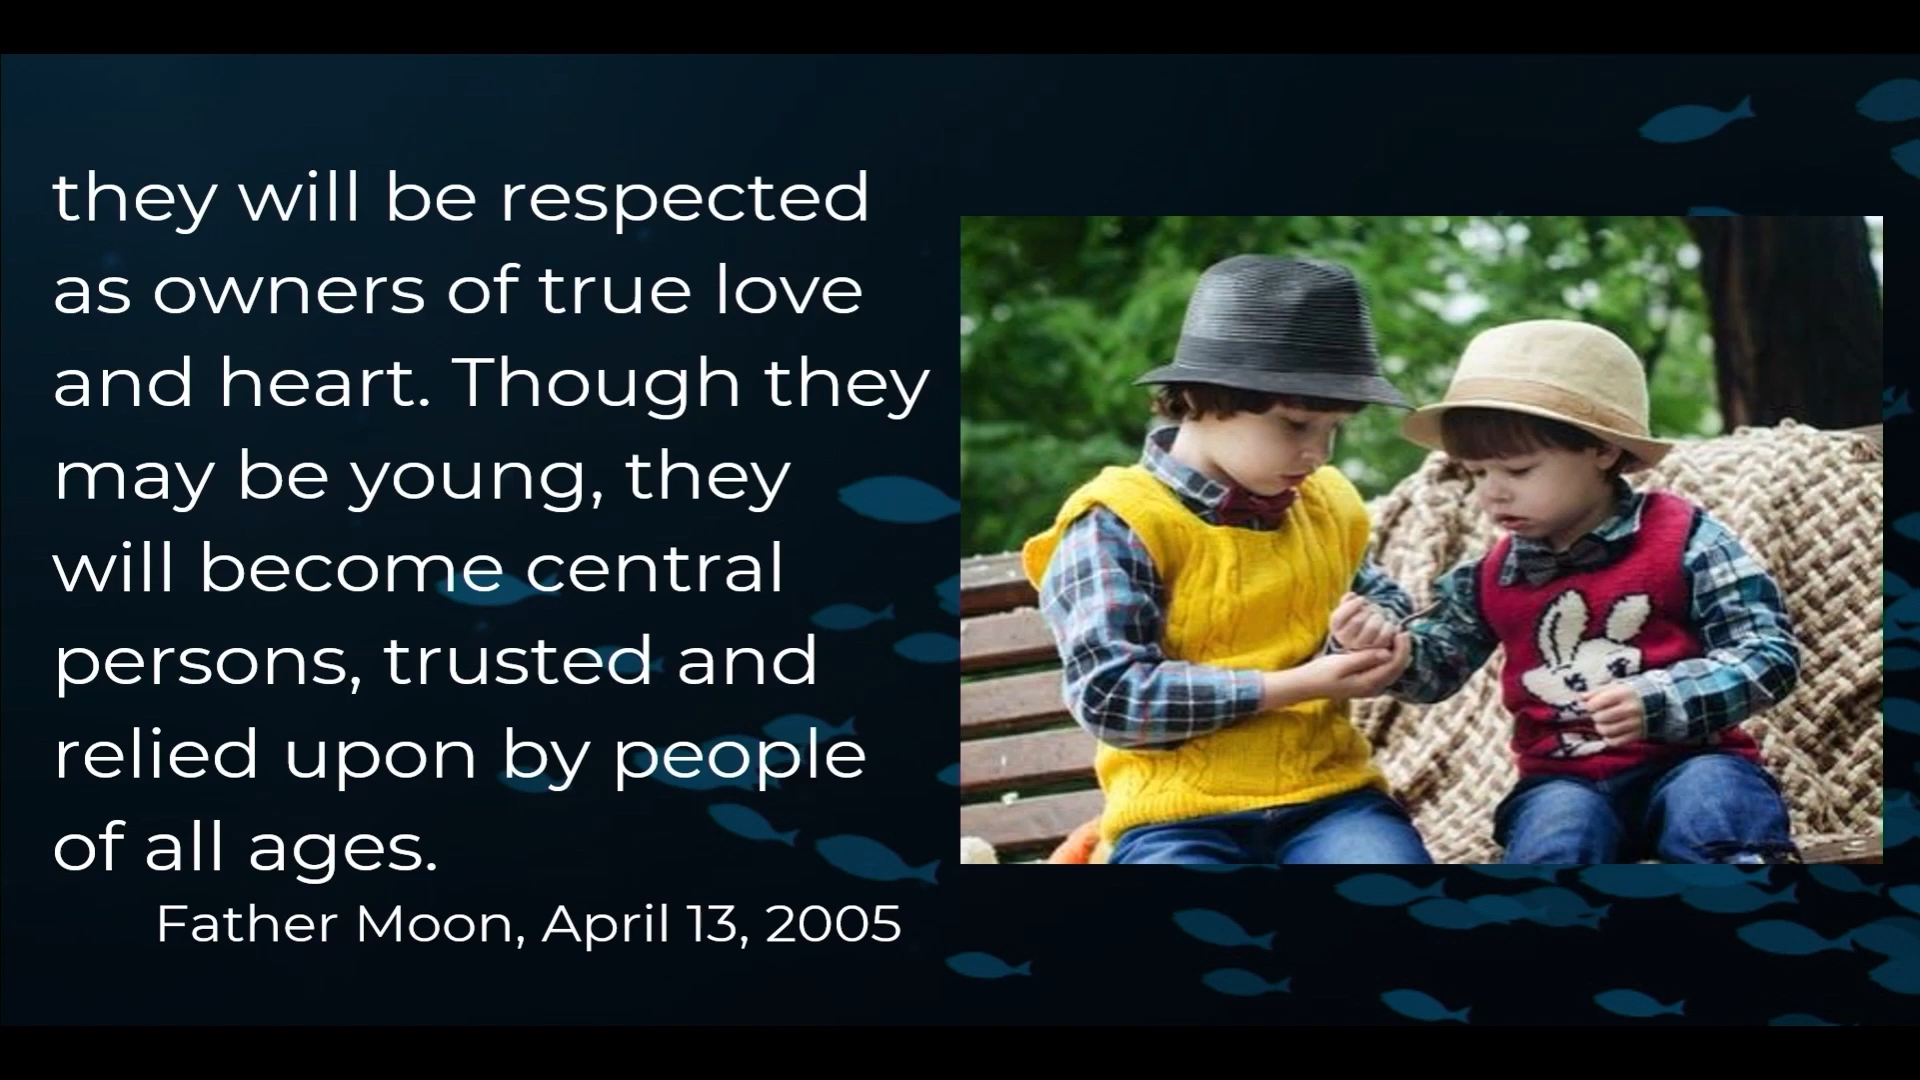 they will be respected
as owners of true love
and heart. Though they
may be young, they
will become central
persons, trusted and
relied upon by people
of all ages.
Father Moon, April 13, 2005